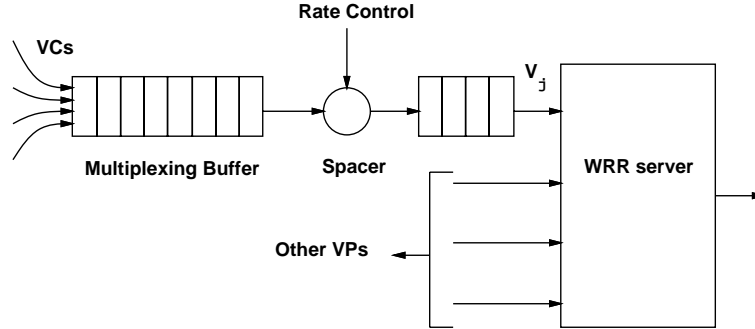 Rate Control
VCs
V j
Multiplexing Buffer
Spacer
WRR server
Other VPs